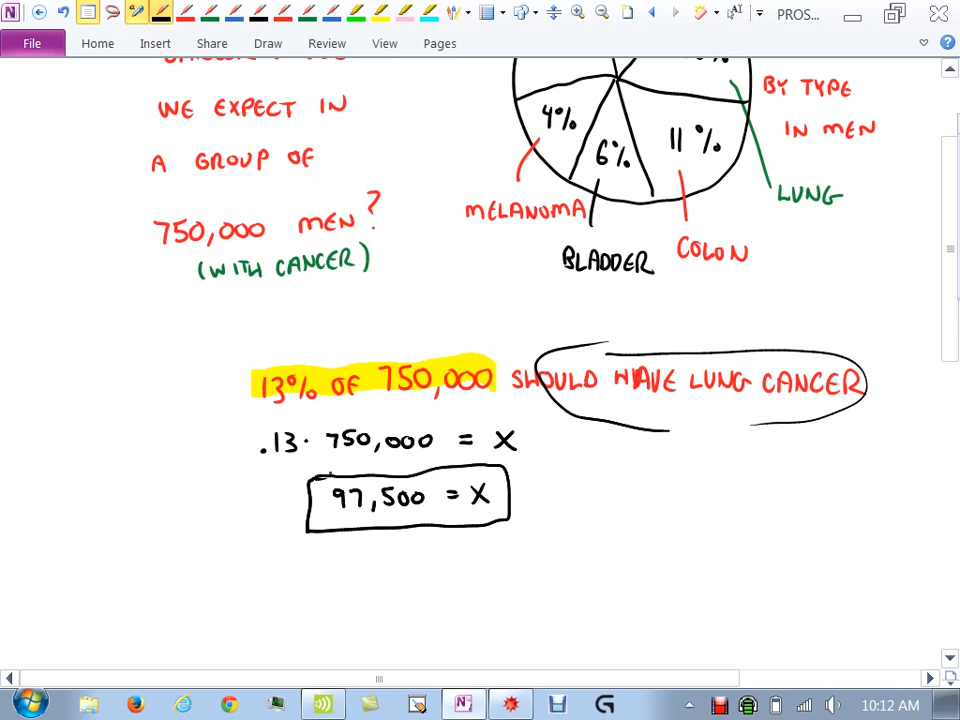 PROS...
File
Home
Insert
Share
Draw
Review
View
Pages
WE EXPECT IN
A GROUP OF
750,000 MEN?
(WITH CANCER)
4%
6%
11%
BY TYPE
IN MEN
LUNG
MELANOMA
BLADDER
COLON
13% OF 750,000 SHOULD HAVE LUNG CANCER
.13 · 750,000 = X
97,500 = X
10:12 AM